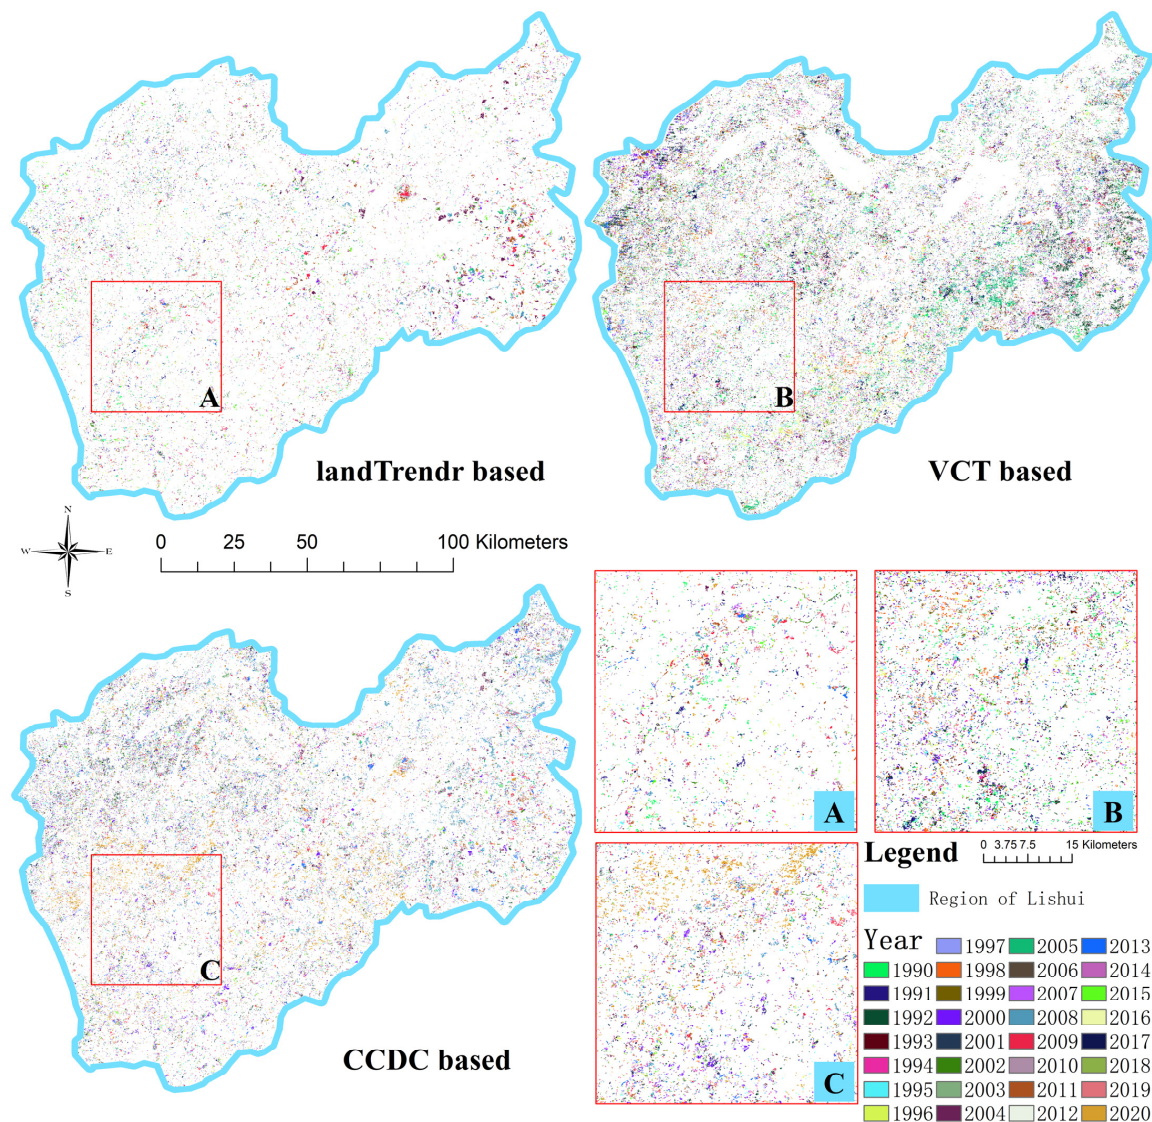 A
landTrendr based
B
VCT based
N
W E
S
0 25 50 100 Kilometers
C
CCDC based
A
B
C
Legend
0 3.75 7.5 15 Kilometers
Region of Lishui
Year
1997 2005 2013
1990 1998 2006 2014
1991 1999 2007 2015
1992 2000 2008 2016
1993 2001 2009 2017
1994 2002 2010 2018
1995 2003 2011 2019
1996 2004 2012 2020